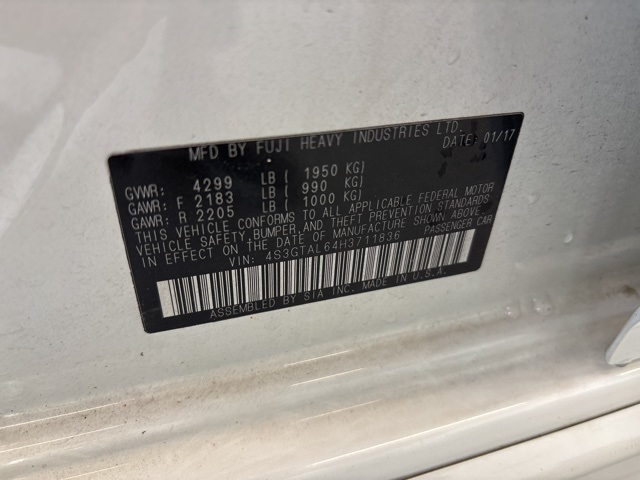 MFD BY FUJI HEAVY INDUSTRIES LTD.
DATE: 01/17
GVWR: 4299 LB ( 1950 KG)
GAWR: F 2183 LB ( 990 KG)
GAWR: R 2205 LB ( 1000 KG)
THIS VEHICLE CONFORMS TO ALL APPLICABLE FEDERAL MOTOR
VEHICLE SAFETY, BUMPER, AND THEFT PREVENTION STANDARDS
IN EFFECT ON THE DATE OF MANUFACTURE SHOWN ABOVE.
VIN: 4S3GTAL64H3711836 PASSENGER CAR
ASSEMBLED BY SIA INC. MADE IN U.S.A.